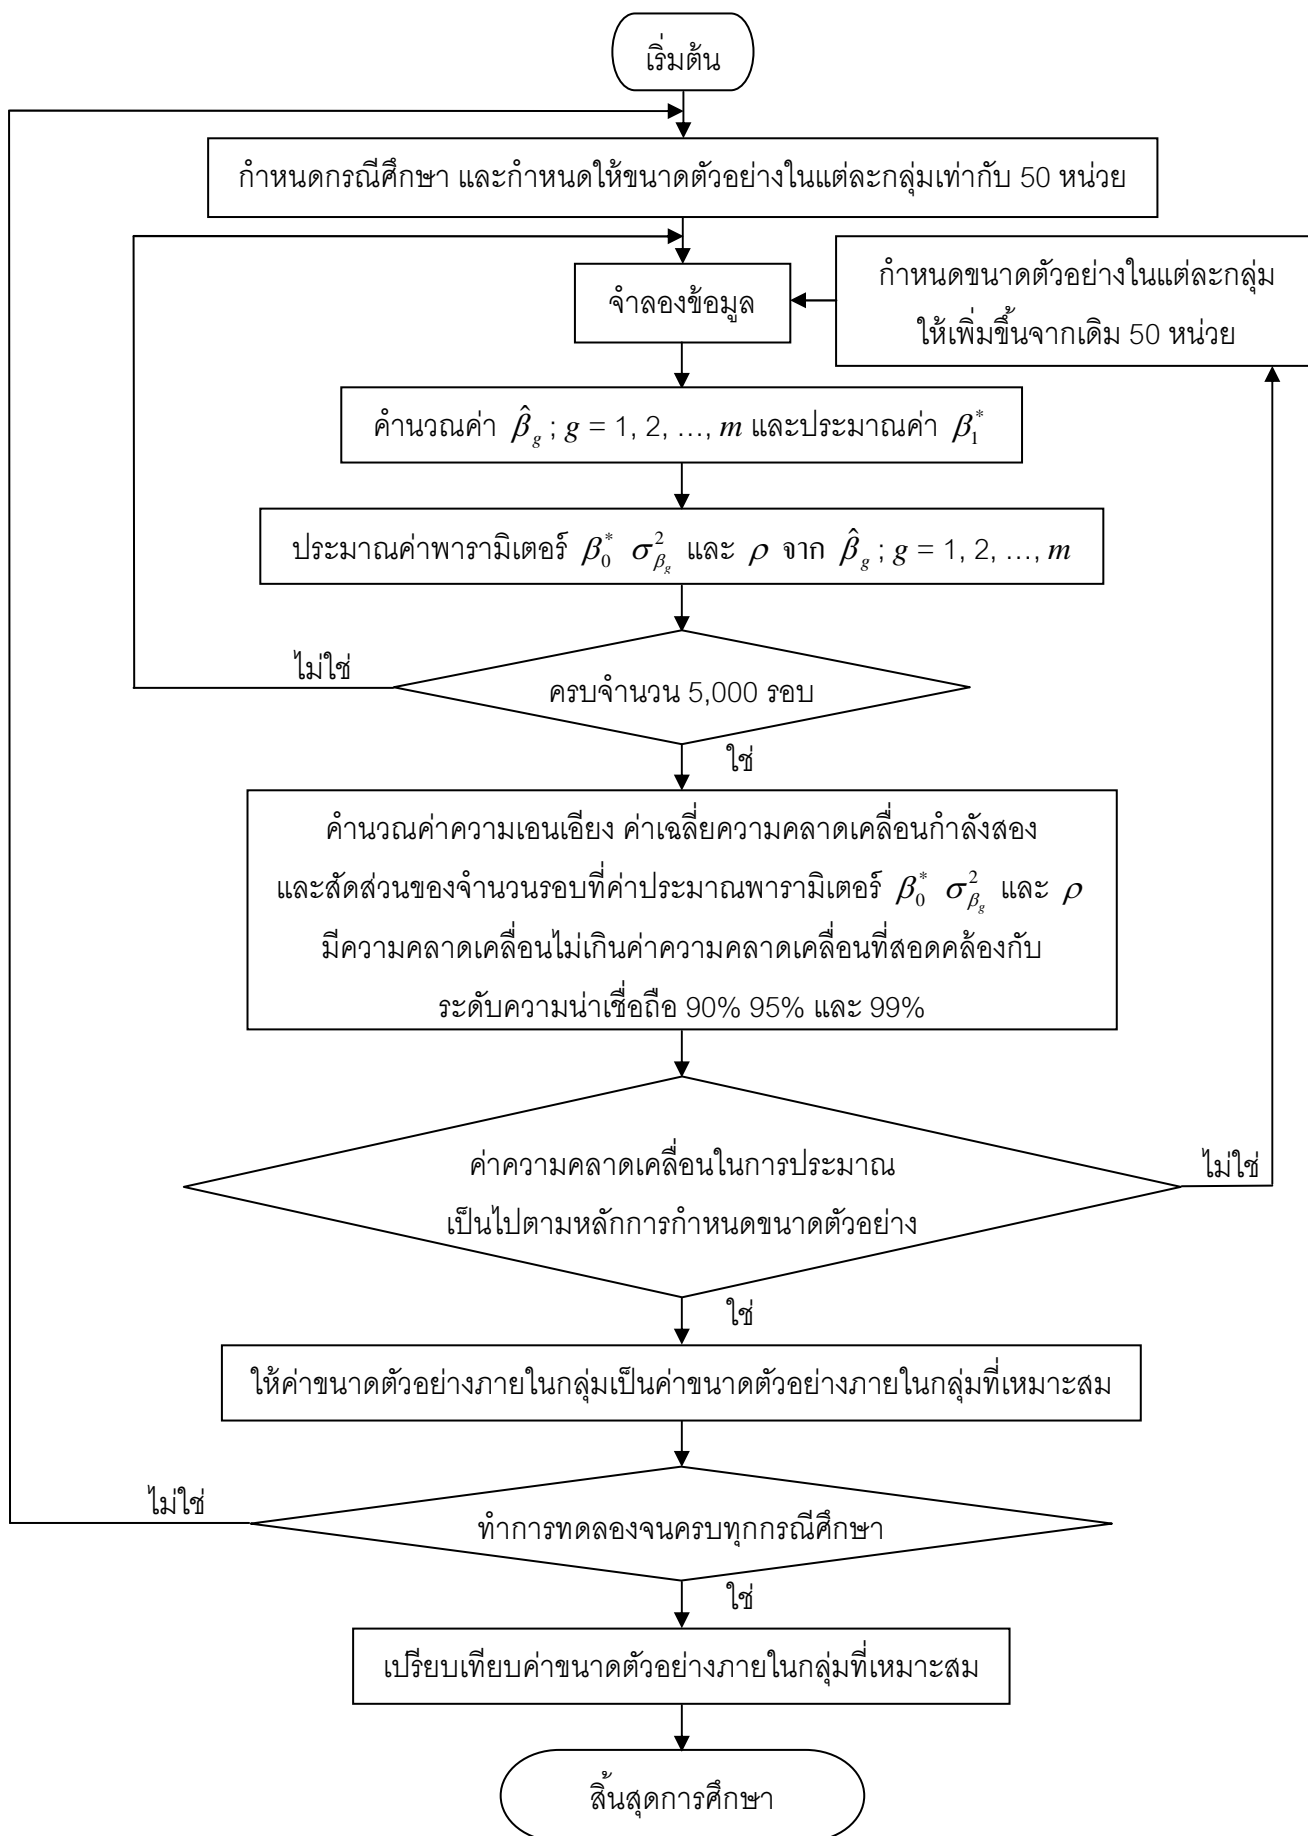 เริ่มต้น
กำหนดกรณีศึกษา และกำหนดให้ขนาดตัวอย่างในแต่ละกลุ่มเท่ากับ 50 หน่วย
จำลองข้อมูล
กำหนดขนาดตัวอย่างในแต่ละกลุ่ม
ให้เพิ่มขึ้นจากเดิม 50 หน่วย
คำนวณค่า $\hat{\beta}_g$ ; g = 1, 2, ..., m และประมาณค่า $\beta_1^*$
ประมาณค่าพารามิเตอร์ $\beta_0^*$ $\sigma_{\beta_g}^2$ และ $\rho$ จาก $\hat{\beta}_g$ ; g = 1, 2, ..., m
ไม่ใช่
ครบจำนวน 5,000 รอบ
ใช่
คำนวณค่าความเอนเอียง ค่าเฉลี่ยความคลาดเคลื่อนกำลังสอง
และสัดส่วนของจำนวนรอบที่ค่าประมาณพารามิเตอร์ $\beta_0^*$ $\sigma_{\beta_g}^2$ และ $\rho$
มีความคลาดเคลื่อนไม่เกินค่าความคลาดเคลื่อนที่สอดคล้องกับ
ระดับความน่าเชื่อถือ 90% 95% และ 99%
ค่าความคลาดเคลื่อนในการประมาณ
เป็นไปตามหลักการกำหนดขนาดตัวอย่าง
ไม่ใช่
ใช่
ให้ค่าขนาดตัวอย่างภายในกลุ่มเป็นค่าขนาดตัวอย่างภายในกลุ่มที่เหมาะสม
ไม่ใช่
ทำการทดลองจนครบทุกกรณีศึกษา
ใช่
เปรียบเทียบค่าขนาดตัวอย่างภายในกลุ่มที่เหมาะสม
สิ้นสุดการศึกษา